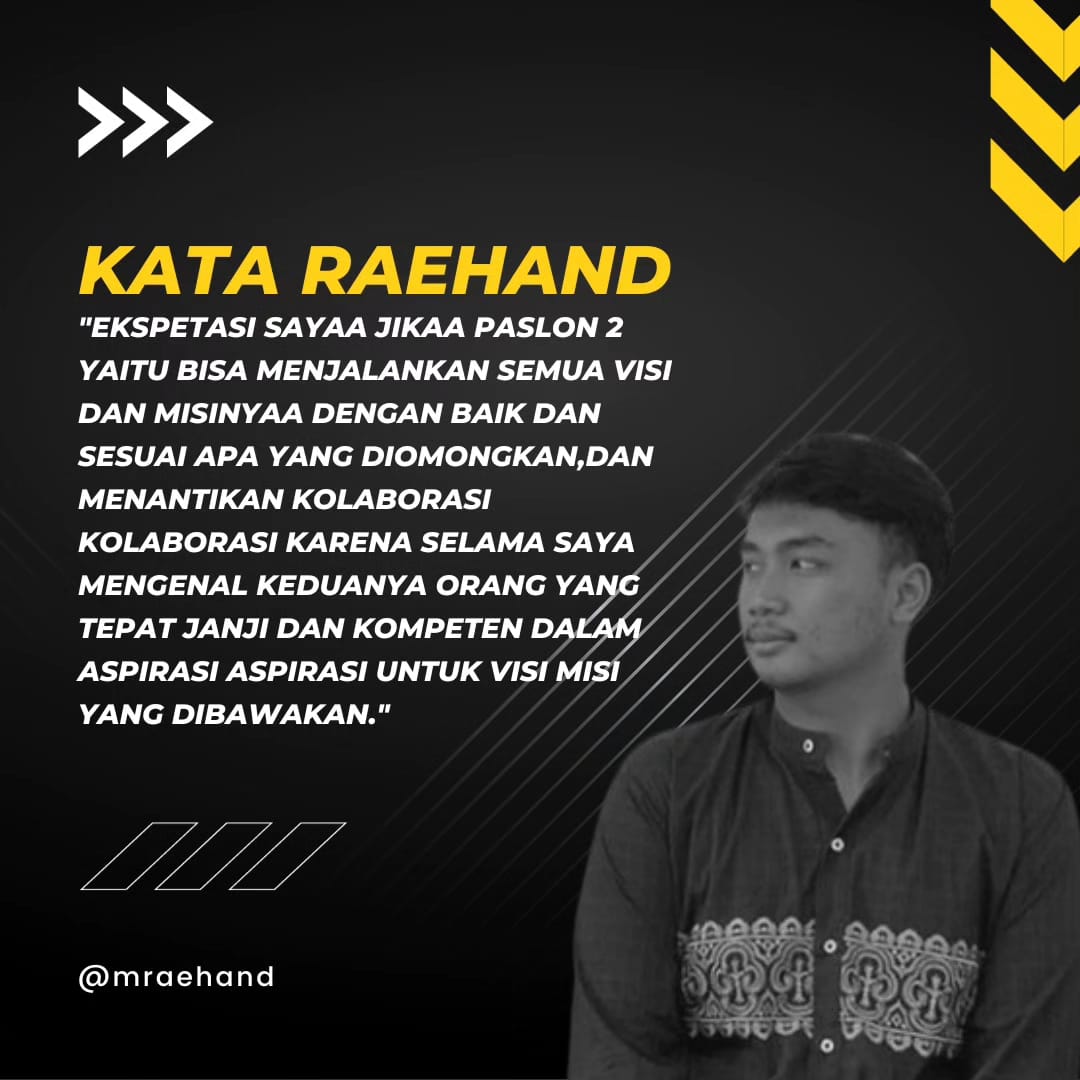 KATA RAEHAND
"EKSPETASI SAYAA JIKAA PASLON 2
YAITU BISA MENJALANKAN SEMUA VISI
DAN MISINYAA DENGAN BAIK DAN
SESUAI APA YANG DIOMONGKAN,DAN
MENANTIKAN KOLABORASI
KOLABORASI KARENA SELAMA SAYA
MENGENAL KEDUANYA ORANG YANG
TEPAT JANJI DAN KOMPETEN DALAM
ASPIRASI ASPIRASI UNTUK VISI MISI
YANG DIBAWAKAN."
@mraehand